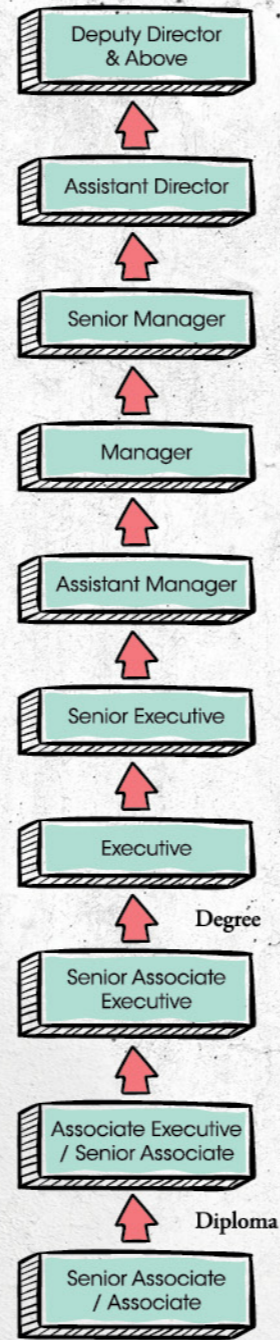 Deputy Director
& Above
Assistant Director
Senior Manager
Manager
Assistant Manager
Senior Executive
Executive
Degree
Senior Associate
Executive
Associate Executive
/ Senior Associate
Diploma
Senior Associate
/ Associate